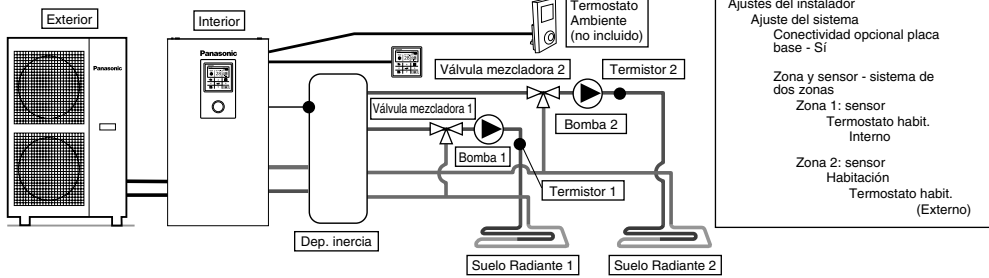 Exterior
Interior
Panasonic
Panasonic
Termostato
Ambiente
(no incluido)
Válvula mezcladora 2
Termistor 2
Válvula mezcladora 1
Bomba 2
Bomba 1
Termistor 1
Dep. inercia
Suelo Radiante 1
Suelo Radiante 2
Ajustes del instalador
Ajuste del sistema
Conectividad opcional placa
base - Sí
Zona y sensor - sistema de
dos zonas
Zona 1: sensor
Termostato habit.
Interno
Zona 2: sensor
Habitación
Termostato habit.
(Externo)